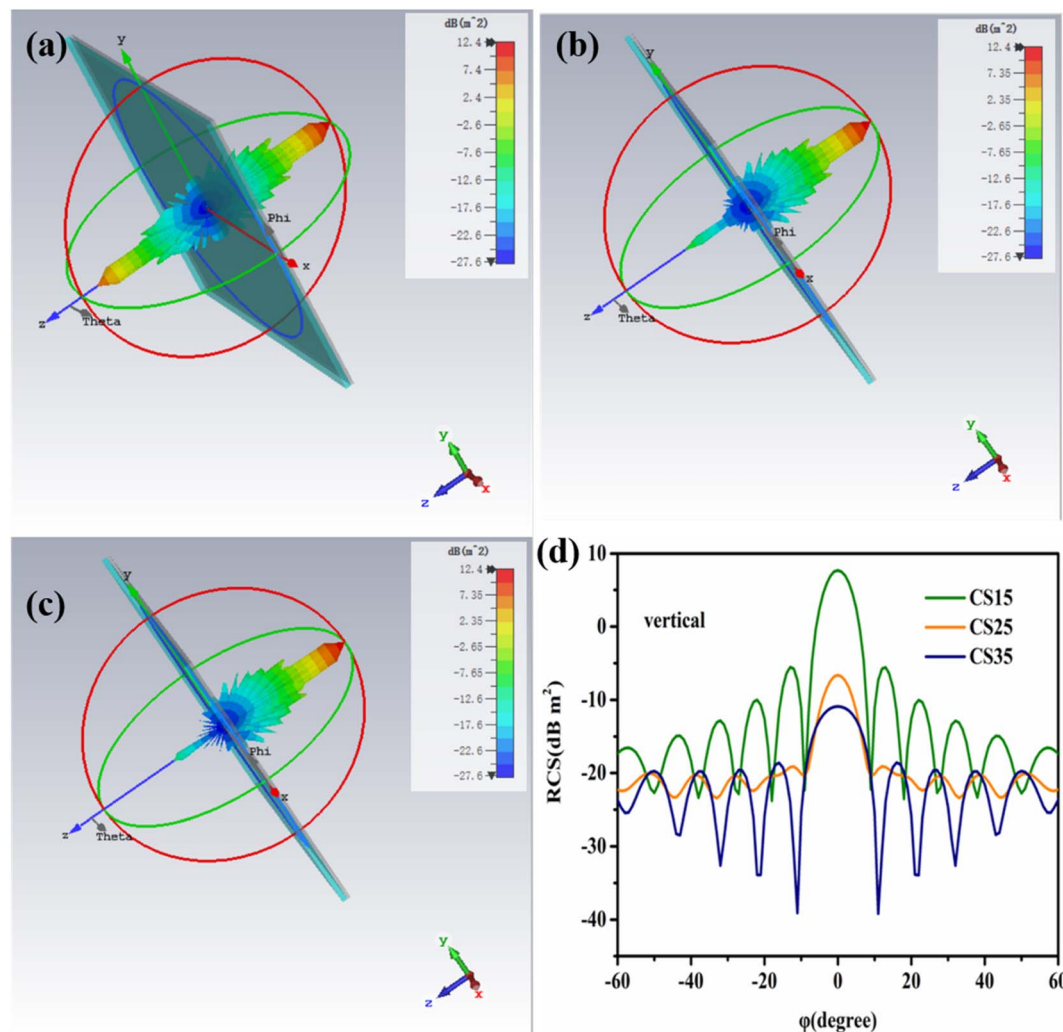 (a)
dB(m^2)
12.4
7.4
2.4
-2.6
-7.6
-12.6
-17.6
-22.6
-27.6
y
Phi
x
z
Theta
y
z
x
(b)
dB(m^2)
12.4
7.35
2.35
-2.65
-7.65
-12.6
-17.6
-22.6
-27.6
y
Phi
x
z
Theta
y
z
x
(c)
dB(m^2)
12.4
7.35
2.35
-2.65
-7.65
-12.6
-17.6
-22.6
-27.6
y
Phi
x
z
Theta
y
z
x
(d)
10
0
-10
-20
-30
-40
RCS(dB m²)
vertical
CS15
CS25
CS35
-60 -40 -20 0 20 40 60
φ(degree)